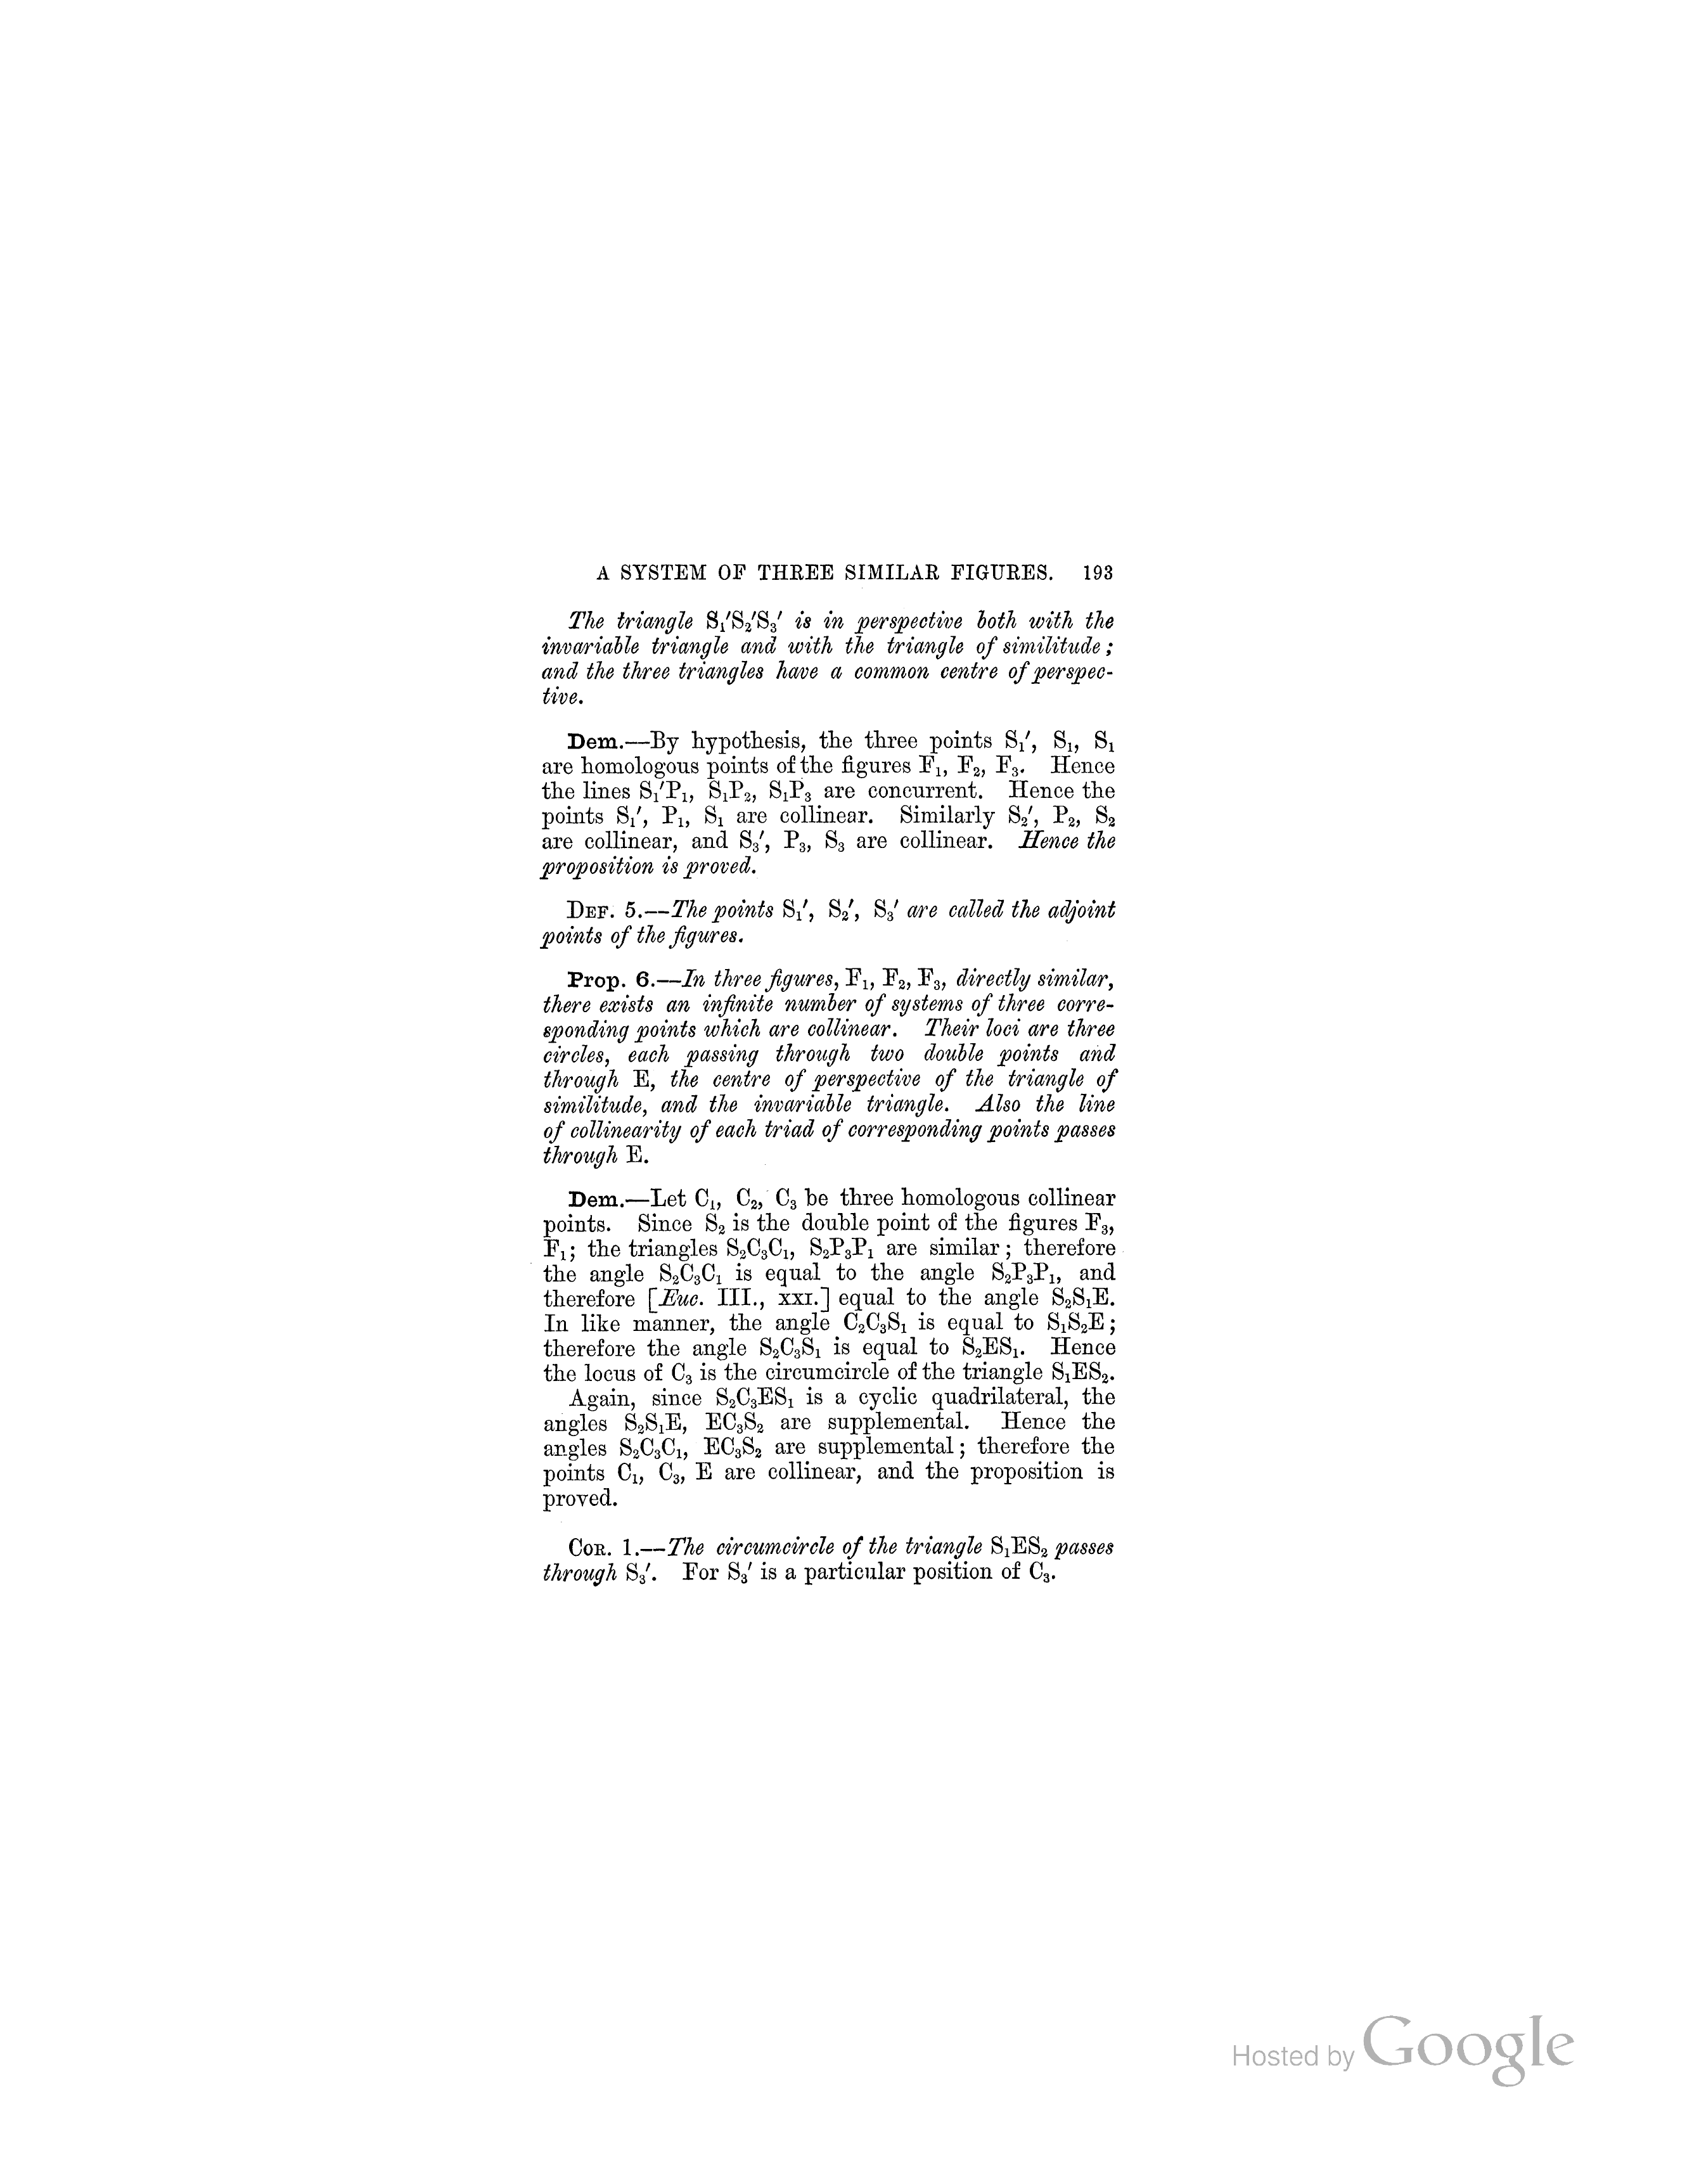 A SYSTEM OF THREE SIMILAR FIGURES. 193
The triangle S₁′S₂′S₃′ is in perspective both with the
invariable triangle and with the triangle of similitude;
and the three triangles have a common centre of perspec-
tive.
Dem.—By hypothesis, the three points S₁′, S₁, S₁
are homologous points of the figures F₁, F₂, F₃. Hence
the lines S₁′P₁, S₁P₂, S₁P₃ are concurrent. Hence the
points S₁′, P₁, S₁ are collinear. Similarly S₂′, P₂, S₂
are collinear, and S₃′, P₃, S₃ are collinear. Hence the
proposition is proved.
DEF. 5.—The points S₁′, S₂′, S₃′ are called the adjoint
points of the figures.
Prop. 6.—In three figures, F₁, F₂, F₃, directly similar,
there exists an infinite number of systems of three corre-
sponding points which are collinear. Their loci are three
circles, each passing through two double points and
through E, the centre of perspective of the triangle of
similitude, and the invariable triangle. Also the line
of collinearity of each triad of corresponding points passes
through E.
Dem.—Let C₁, C₂, C₃ be three homologous collinear
points. Since S₂ is the double point of the figures F₃,
F₁; the triangles S₂C₃C₁, S₂P₃P₁ are similar; therefore
the angle S₂C₃C₁ is equal to the angle S₂P₃P₁, and
therefore [Euc. III., XXI.] equal to the angle S₂S₁E.
In like manner, the angle C₂C₃S₁ is equal to S₁S₂E;
therefore the angle S₂C₃S₁ is equal to S₂ES₁. Hence
the locus of C₃ is the circumcircle of the triangle S₁ES₂.
Again, since S₂C₃ES₁ is a cyclic quadrilateral, the
angles S₂S₁E, EC₃S₂ are supplemental. Hence the
angles S₂C₃C₁, EC₃S₂ are supplemental; therefore the
points C₁, C₃, E are collinear, and the proposition is
proved.
COR. 1.—The circumcircle of the triangle S₁ES₂ passes
through S₃′. For S₃′ is a particular position of C₃.
Hosted by Google